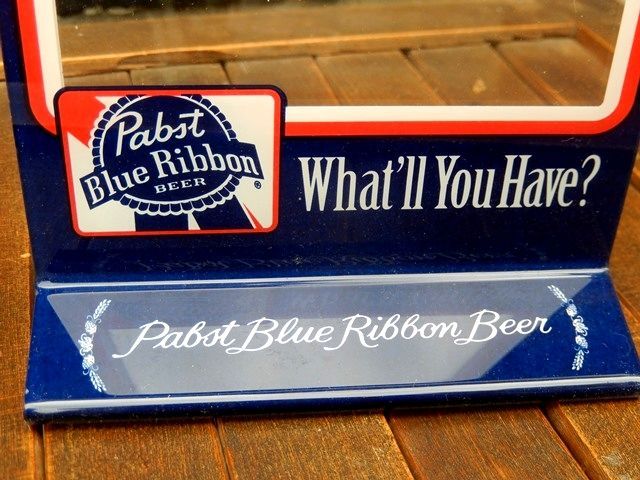 Pabst
Blue Ribbon
BEER
®
What'll You Have?
Pabst Blue Ribbon Beer